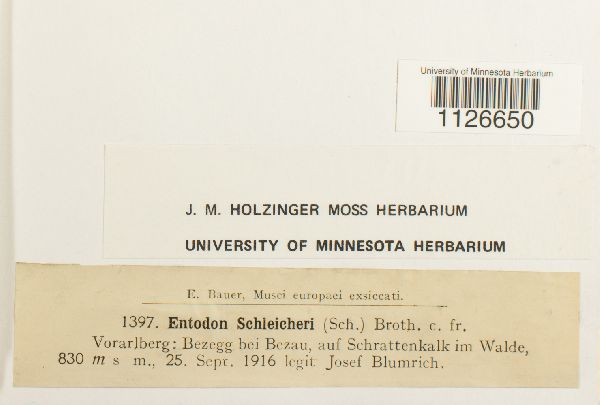 University of Minnesota Herbarium
1126650
J. M. HOLZINGER MOSS HERBARIUM
UNIVERSITY OF MINNESOTA HERBARIUM
E. Bauer, Musci europaei exsiccati.
1397. Entodon Schleicheri (Sch.) Broth. c. fr.
Vorarlberg: Bezegg bei Bezau, auf Schrattenkalk im Walde,
830 m s m., 25. Sept. 1916 legit Josef Blumrich.